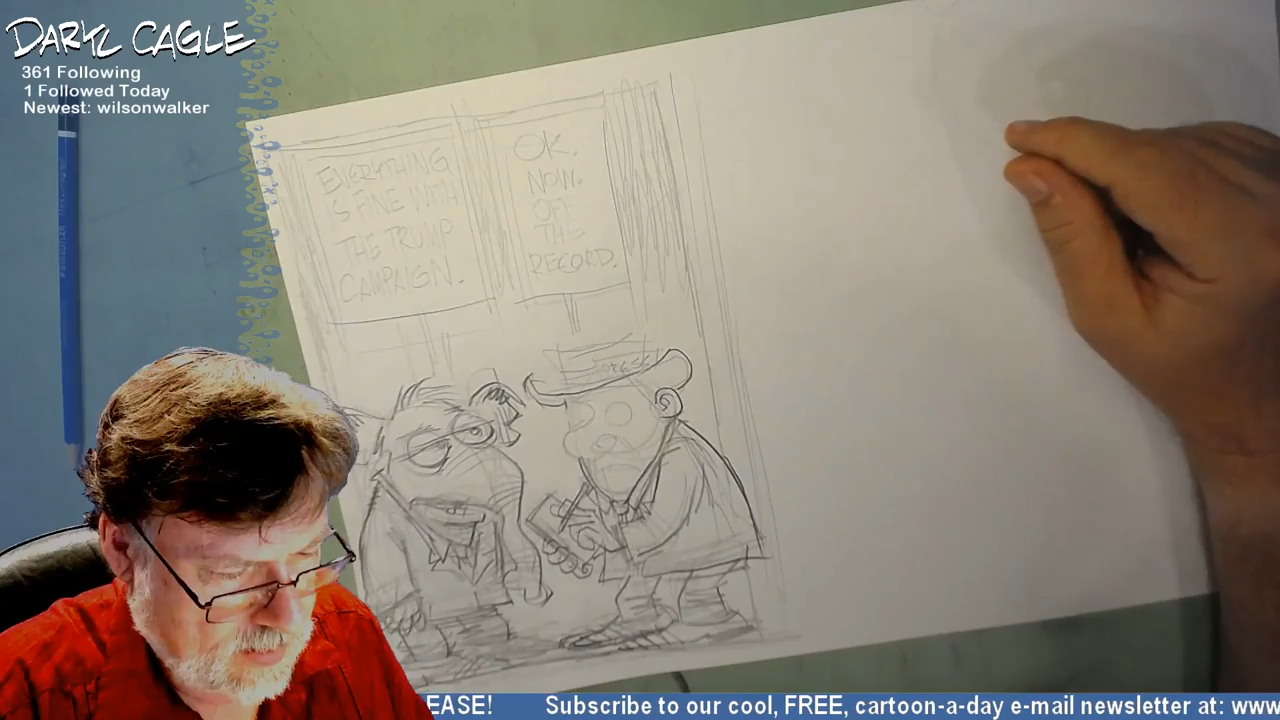 DARYL CAGLE
361 Following
1 Followed Today
Newest: wilsonwalker
EVERYTHING
IS FINE WITH
THE TRUMP
CAMPAIGN.
OK.
NOW.
OFF
THE
RECORD.
EASE! Subscribe to our cool, FREE, cartoon-a-day e-mail newsletter at: www